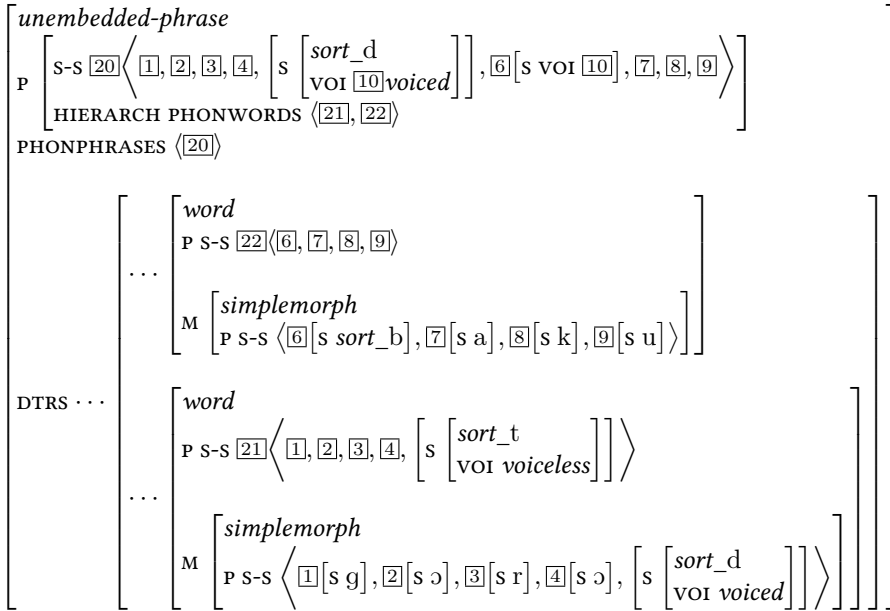 unembedded-phrase
P S-S 20⟨1, 2, 3, 4, [S [sort_d
VOI 10voiced]], 6[S VOI 10], 7, 8, 9⟩
HIERARCH PHONWORDS ⟨21, 22⟩
PHONPHRASES ⟨20⟩
word
P S-S 22⟨6, 7, 8, 9⟩
...
simplemorph
M P S-S ⟨6[S sort_b], 7[S a], 8[S k], 9[S u]⟩
DTRS ...
word
P S-S 21⟨1, 2, 3, 4, [S [sort_t
VOI voiceless]]⟩
...
simplemorph
M P S-S ⟨1[S ɡ], 2[S ɔ], 3[S r], 4[S ɔ], [S [sort_d
VOI voiced]]⟩